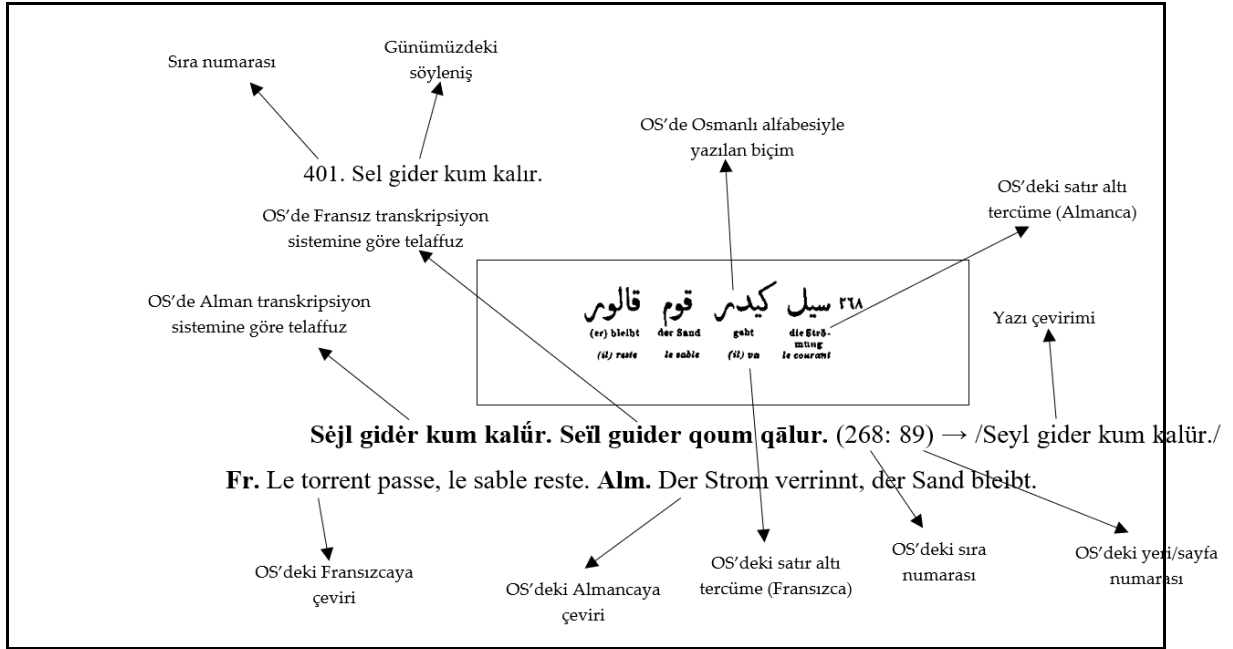 Sıra numarası
Günümüzdeki
söyleniş
OS’de Osmanlı alfabesiyle
yazılan biçim
401. Sel gider kum kalır.
OS’deki satır altı
tercüme (Almanca)
OS’de Fransız transkripsiyon
sistemine göre telaffuz
OS’de Alman transkripsiyon
sistemine göre telaffuz
Yazı çevirimi
٢٦٨ سيل كيدر قوم قالور
(er) bleibt der Sand geht die Strö-
mung
(il) reste le sable (il) va le courant
Sėjl gidėr kum kalű́r. Seïl guider qoum qālur. (268: 89) → /Seyl gider kum kalür./
Fr. Le torrent passe, le sable reste. Alm. Der Strom verrinnt, der Sand bleibt.
OS’deki Fransızcaya
çeviri
OS’deki Almancaya
çeviri
OS’deki satır altı
tercüme (Fransızca)
OS’deki sıra
numarası
OS’deki yeri/sayfa
numarası